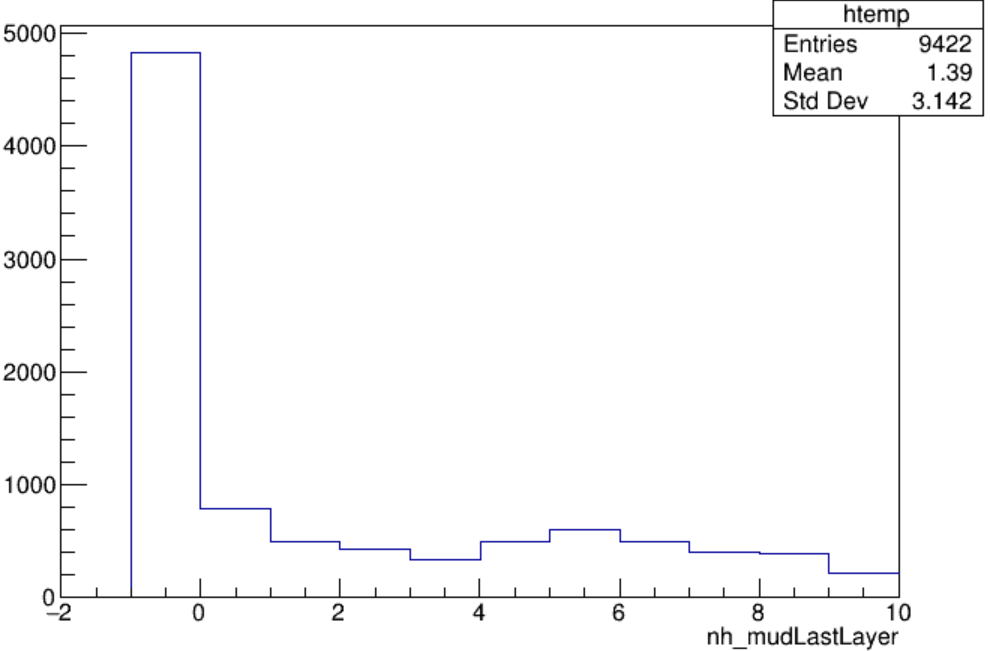 htemp
Entries 9422
Mean 1.39
Std Dev 3.142
5000
4000
3000
2000
1000
0
−2 0 2 4 6 8 10
nh_mudLastLayer